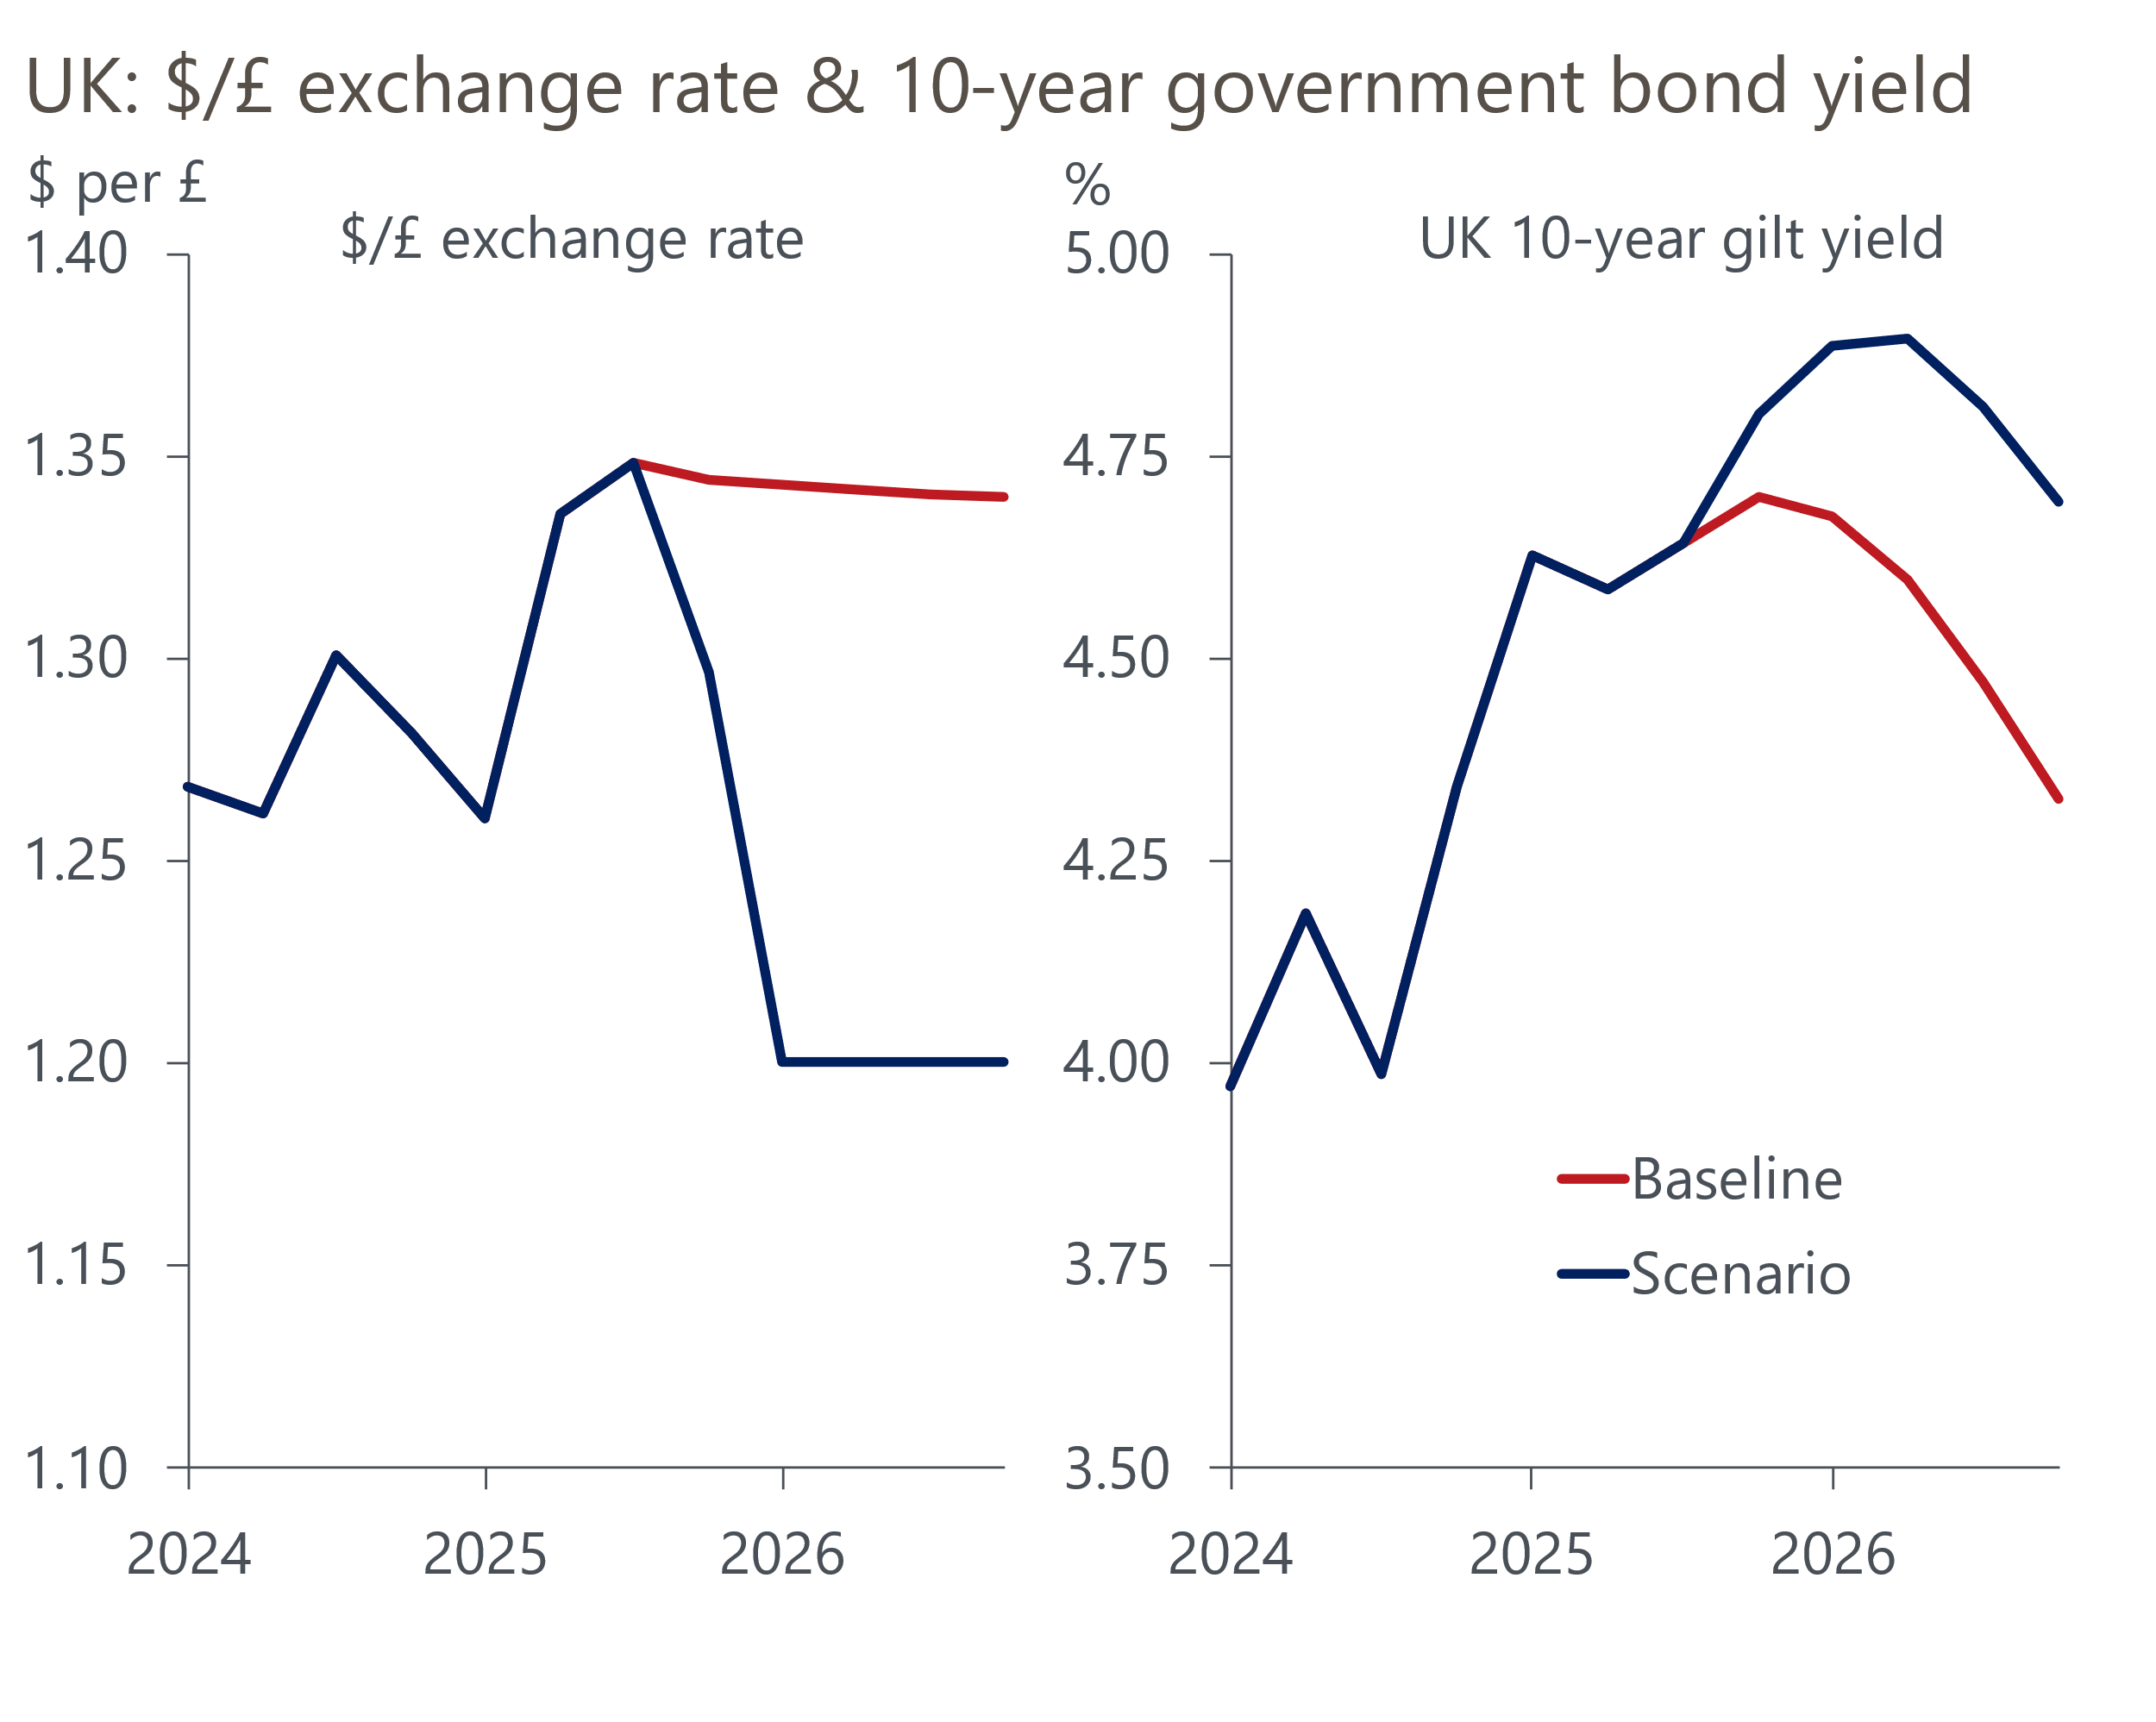 UK: $/£ exchange rate & 10-year government bond yield
$ per £
$/£ exchange rate
1.40
1.35
1.30
1.25
1.20
1.15
1.10
2024 2025 2026
%
UK 10-year gilt yield
5.00
4.75
4.50
4.25
4.00
3.75
3.50
Baseline
Scenario
2024 2025 2026